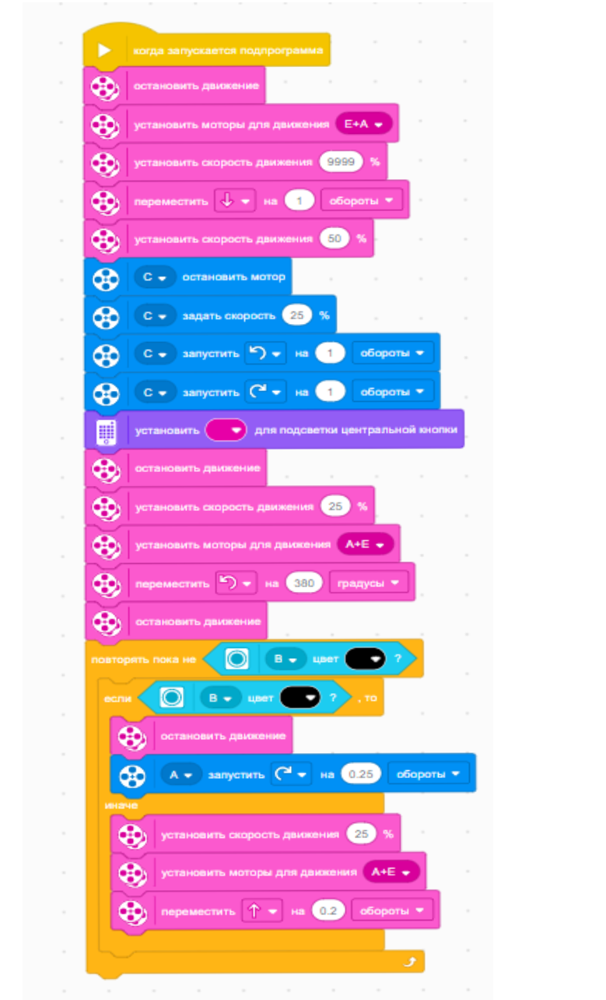 когда запускается подпрограмма
остановить движение
установить моторы для движения E+A
установить скорость движения 9999 %
переместить на 1 обороты
установить скорость движения 50 %
C остановить мотор
C задать скорость 25 %
C запустить на 1 обороты
C запустить на 1 обороты
установить для подсветки центральной кнопки
остановить движение
установить скорость движения 25 %
установить моторы для движения A+E
переместить на 380 градусы
остановить движение
повторять пока не B цвет ?
если B цвет ? , то
остановить движение
A запустить на 0.25 обороты
иначе
установить скорость движения 25 %
установить моторы для движения A+E
переместить на 0.2 обороты